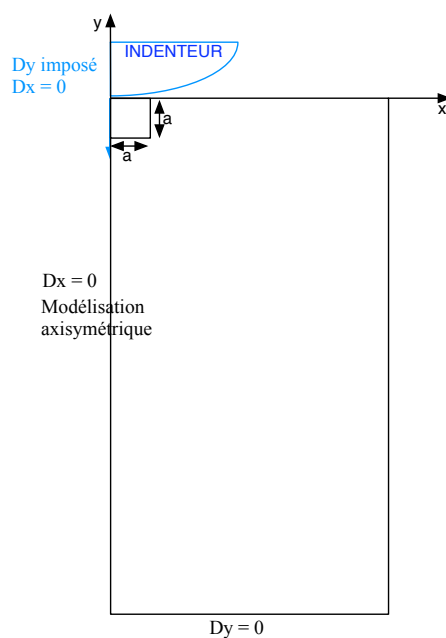 y
INDENTEUR
Dy imposé
Dx = 0
x
a
a
Dx = 0
Modélisation
axisymétrique
Dy = 0